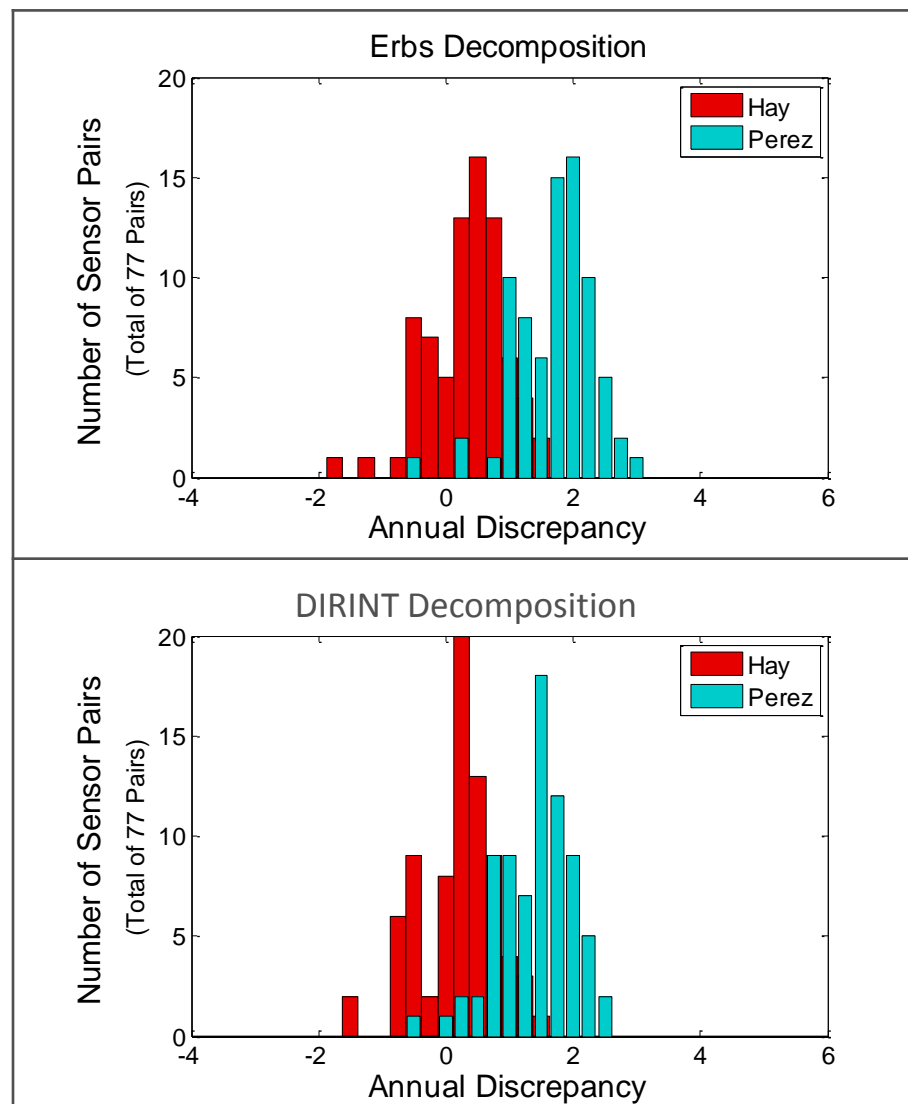 Erbs Decomposition
Number of Sensor Pairs
(Total of 77 Pairs)
20
15
10
5
0
-4 -2 0 2 4 6
Annual Discrepancy
Hay
Perez
DIRINT Decomposition
Number of Sensor Pairs
(Total of 77 Pairs)
20
15
10
5
0
-4 -2 0 2 4 6
Annual Discrepancy
Hay
Perez